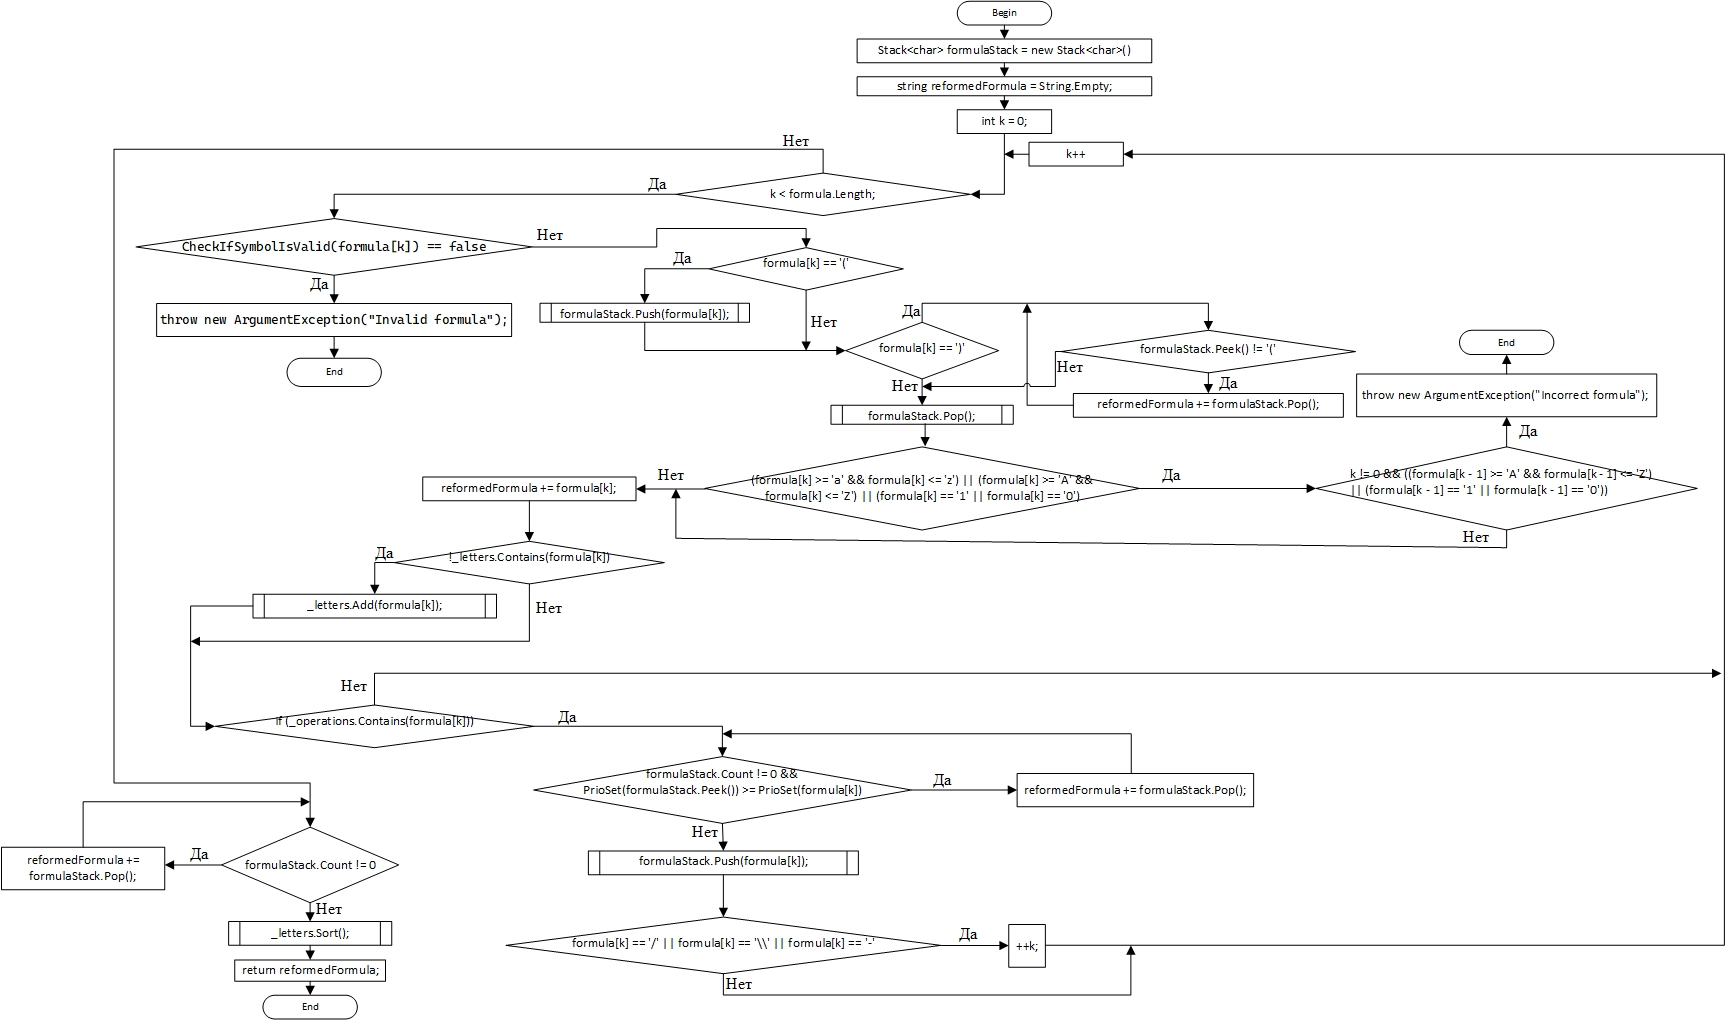 Begin
Stack<char> formulaStack = new Stack<char>()
string reformedFormula = String.Empty;
int k = 0;
k++
Нет
k < formula.Length;
Да
CheckIfSymbolIsValid(formula[k]) == false
Нет
Да
throw new ArgumentException("Invalid formula");
End
formula[k] == '('
Да
formulaStack.Push(formula[k]);
Нет
Да
formula[k] == ')'
Нет
formulaStack.Peek() != '('
Нет
Да
reformedFormula += formulaStack.Pop();
formulaStack.Pop();
End
throw new ArgumentException("Incorrect formula");
Да
k != 0 && ((formula[k - 1] >= 'A' && formula[k - 1] <= 'Z')
|| (formula[k - 1] == '1' || formula[k - 1] == '0'))
Нет
Да
(formula[k] >= 'a' && formula[k] <= 'z') || (formula[k] >= 'A' &&
formula[k] <= 'Z') || (formula[k] == '1' || formula[k] == '0')
Нет
reformedFormula += formula[k];
!_letters.Contains(formula[k])
Да
_letters.Add(formula[k]);
Нет
Нет
if (_operations.Contains(formula[k]))
Да
formulaStack.Count != 0 &&
PrioSet(formulaStack.Peek()) >= PrioSet(formula[k])
Да
reformedFormula += formulaStack.Pop();
Нет
formulaStack.Push(formula[k]);
formula[k] == '/' || formula[k] == '\\' || formula[k] == '-'
Да
++k;
Нет
formulaStack.Count != 0
Да
reformedFormula +=
formulaStack.Pop();
Нет
_letters.Sort();
return reformedFormula;
End